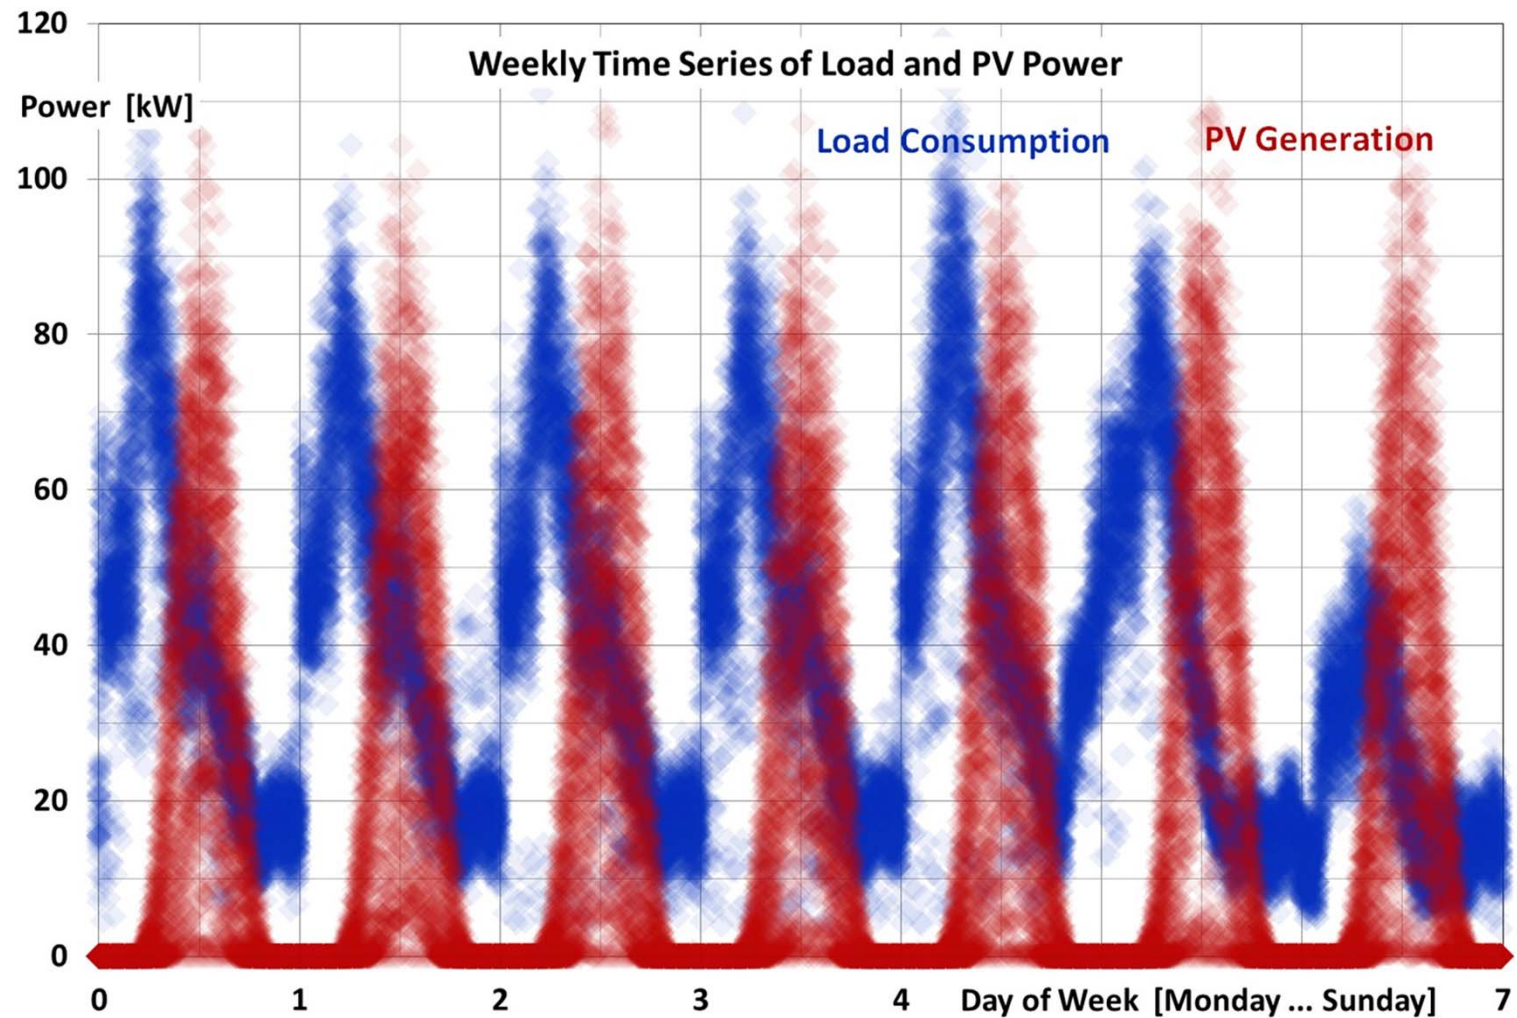 120
Weekly Time Series of Load and PV Power
Power [kW]
Load Consumption
PV Generation
100
80
60
40
20
0
0 1 2 3 4 Day of Week [Monday ... Sunday] 7